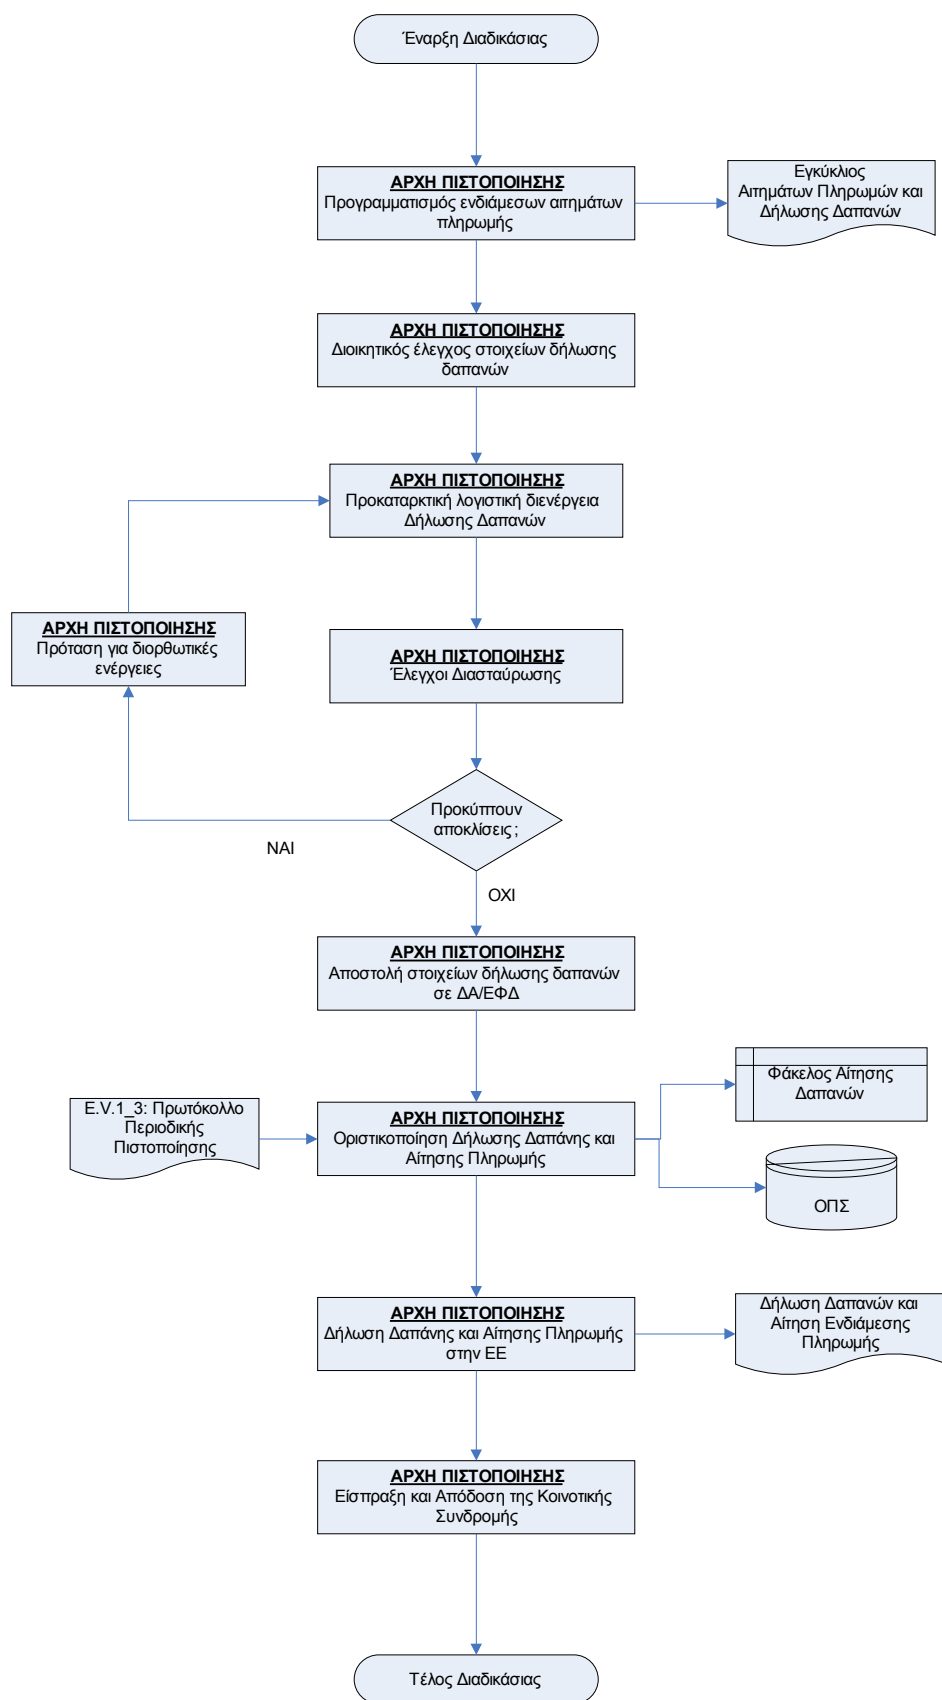 Έναρξη Διαδικάσιας
ΑΡΧΗ ΠΙΣΤΟΠΟΙΗΣΗΣ
Προγραμματισμός ενδιάμεσων αιτημάτων
πληρωμής
Εγκύκλιος
Αιτημάτων Πληρωμών και
Δήλωσης Δαπανών
ΑΡΧΗ ΠΙΣΤΟΠΟΙΗΣΗΣ
Διοικητικός έλεγχος στοιχείων δήλωσης
δαπανών
ΑΡΧΗ ΠΙΣΤΟΠΟΙΗΣΗΣ
Προκαταρκτική λογιστική διενέργεια
Δήλωσης Δαπανών
ΑΡΧΗ ΠΙΣΤΟΠΟΙΗΣΗΣ
Πρόταση για διορθωτικές
ενέργειες
ΑΡΧΗ ΠΙΣΤΟΠΟΙΗΣΗΣ
Έλεγχοι Διασταύρωσης
Προκύπτουν
αποκλίσεις;
ΝΑΙ
ΟΧΙ
ΑΡΧΗ ΠΙΣΤΟΠΟΙΗΣΗΣ
Αποστολή στοιχείων δήλωσης δαπανών
σε ΔΑ/ΕΦΔ
Ε.V.1_3: Πρωτόκολλο
Περιοδικής
Πιστοποίησης
ΑΡΧΗ ΠΙΣΤΟΠΟΙΗΣΗΣ
Οριστικοποίηση Δήλωσης Δαπάνης και
Αίτησης Πληρωμής
Φάκελος Αίτησης
Δαπανών
ΟΠΣ
ΑΡΧΗ ΠΙΣΤΟΠΟΙΗΣΗΣ
Δήλωση Δαπάνης και Αίτησης Πληρωμής
στην ΕΕ
Δήλωση Δαπανών και
Αίτηση Ενδιάμεσης
Πληρωμής
ΑΡΧΗ ΠΙΣΤΟΠΟΙΗΣΗΣ
Είσπραξη και Απόδοση της Κοινοτικής
Συνδρομής
Τέλος Διαδικάσιας